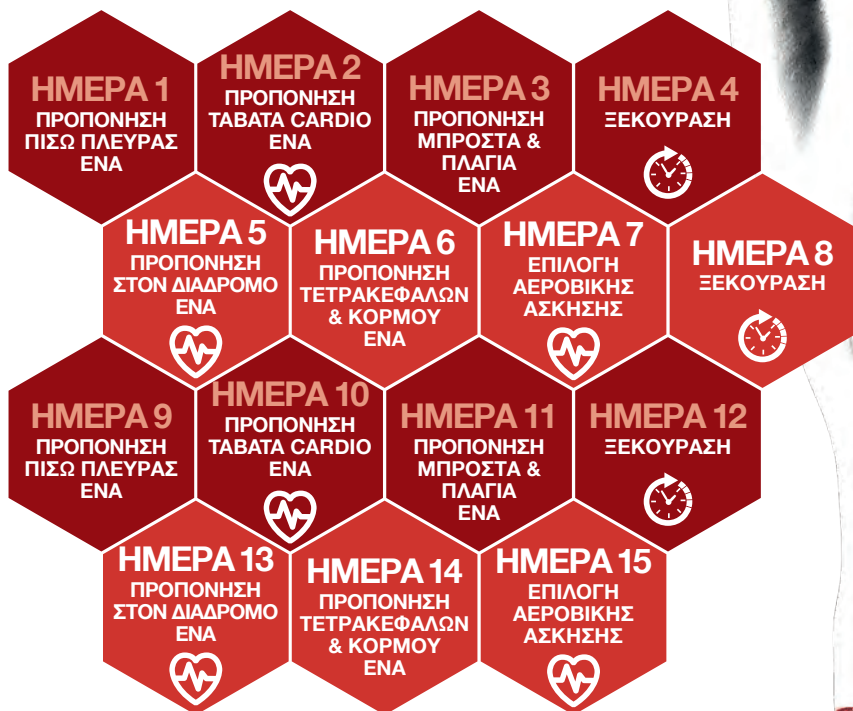 ΗΜΕΡΑ 1
ΠΡΟΠΟΝΗΣΗ
ΠΙΣΩ ΠΛΕΥΡΑΣ
ΕΝΑ
ΗΜΕΡΑ 2
ΠΡΟΠΟΝΗΣΗ
TABATA CARDIO
ΕΝΑ
ΗΜΕΡΑ 3
ΠΡΟΠΟΝΗΣΗ
ΜΠΡΟΣΤΑ &
ΠΛΑΓΙΑ
ΕΝΑ
ΗΜΕΡΑ 4
ΞΕΚΟΥΡΑΣΗ
ΗΜΕΡΑ 5
ΠΡΟΠΟΝΗΣΗ
ΣΤΟΝ ΔΙΑΔΡΟΜΟ
ΕΝΑ
ΗΜΕΡΑ 6
ΠΡΟΠΟΝΗΣΗ
ΤΕΤΡΑΚΕΦΑΛΩΝ
& ΚΟΡΜΟΥ
ΕΝΑ
ΗΜΕΡΑ 7
ΕΠΙΛΟΓΗ
ΑΕΡΟΒΙΚΗΣ
ΑΣΚΗΣΗΣ
ΗΜΕΡΑ 8
ΞΕΚΟΥΡΑΣΗ
ΗΜΕΡΑ 9
ΠΡΟΠΟΝΗΣΗ
ΠΙΣΩ ΠΛΕΥΡΑΣ
ΕΝΑ
ΗΜΕΡΑ 10
ΠΡΟΠΟΝΗΣΗ
TABATA CARDIO
ΕΝΑ
ΗΜΕΡΑ 11
ΠΡΟΠΟΝΗΣΗ
ΜΠΡΟΣΤΑ &
ΠΛΑΓΙΑ
ΕΝΑ
ΗΜΕΡΑ 12
ΞΕΚΟΥΡΑΣΗ
ΗΜΕΡΑ 13
ΠΡΟΠΟΝΗΣΗ
ΣΤΟΝ ΔΙΑΔΡΟΜΟ
ΕΝΑ
ΗΜΕΡΑ 14
ΠΡΟΠΟΝΗΣΗ
ΤΕΤΡΑΚΕΦΑΛΩΝ
& ΚΟΡΜΟΥ
ΕΝΑ
ΗΜΕΡΑ 15
ΕΠΙΛΟΓΗ
ΑΕΡΟΒΙΚΗΣ
ΑΣΚΗΣΗΣ